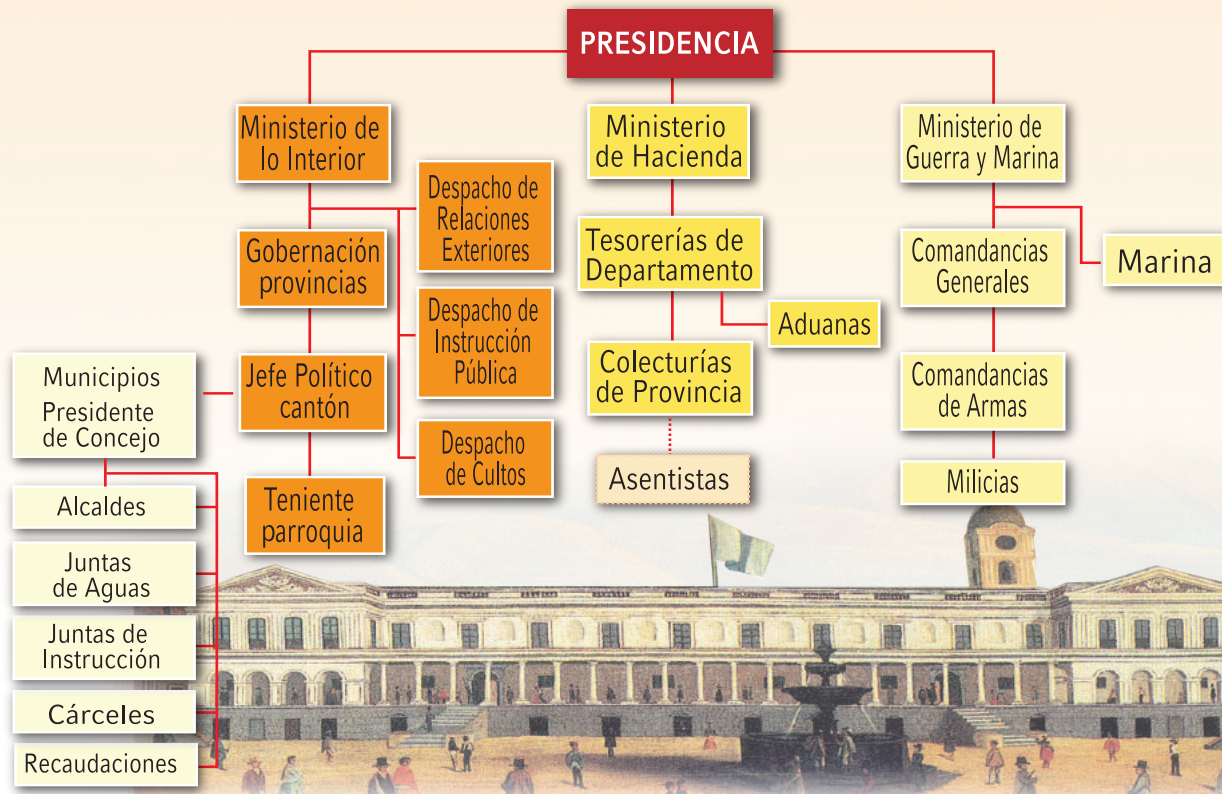 PRESIDENCIA
Ministerio de
lo Interior
Gobernación
provincias
Jefe Político
cantón
Teniente
parroquia
Despacho de
Relaciones
Exteriores
Despacho de
Instrucción
Pública
Despacho
de Cultos
Municipios
Presidente
de Concejo
Alcaldes
Juntas
de Aguas
Juntas de
Instrucción
Cárceles
Recaudaciones
Ministerio
de Hacienda
Tesorerías de
Departamento
Aduanas
Colecturías
de Provincia
Asentistas
Ministerio de
Guerra y Marina
Marina
Comandancias
Generales
Comandancias
de Armas
Milicias